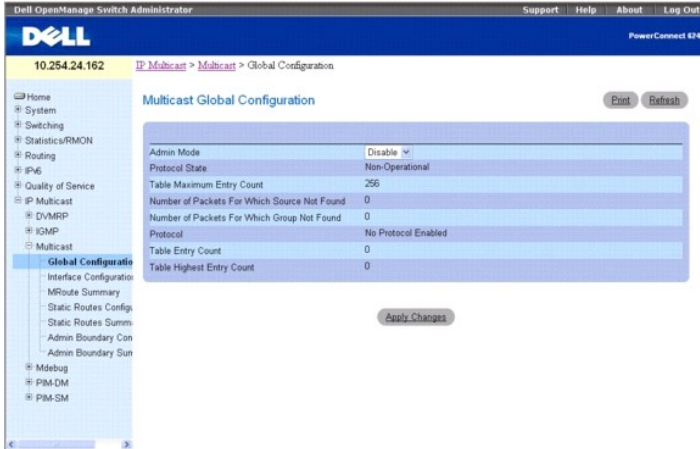 Dell OpenManage Switch Administrator
Support Help About Log Out
DELL
PowerConnect 624
10.254.24.162
IP Multicast > Multicast > Global Configuration
Home
System
Switching
Statistics/RMON
Routing
IPv6
Quality of Service
IP Multicast
DVMRP
IGMP
Multicast
Global Configuratio
Interface Configuration
MRoute Summary
Static Routes Configu
Static Routes Summ
Admin Boundary Con
Admin Boundary Sun
Mdebug
PIM-DM
PIM-SM
Multicast Global Configuration
Print Refresh
Admin Mode Disable
Protocol State Non-Operational
Table Maximum Entry Count 256
Number of Packets For Which Source Not Found 0
Number of Packets For Which Group Not Found 0
Protocol No Protocol Enabled
Table Entry Count 0
Table Highest Entry Count 0
Apply Changes